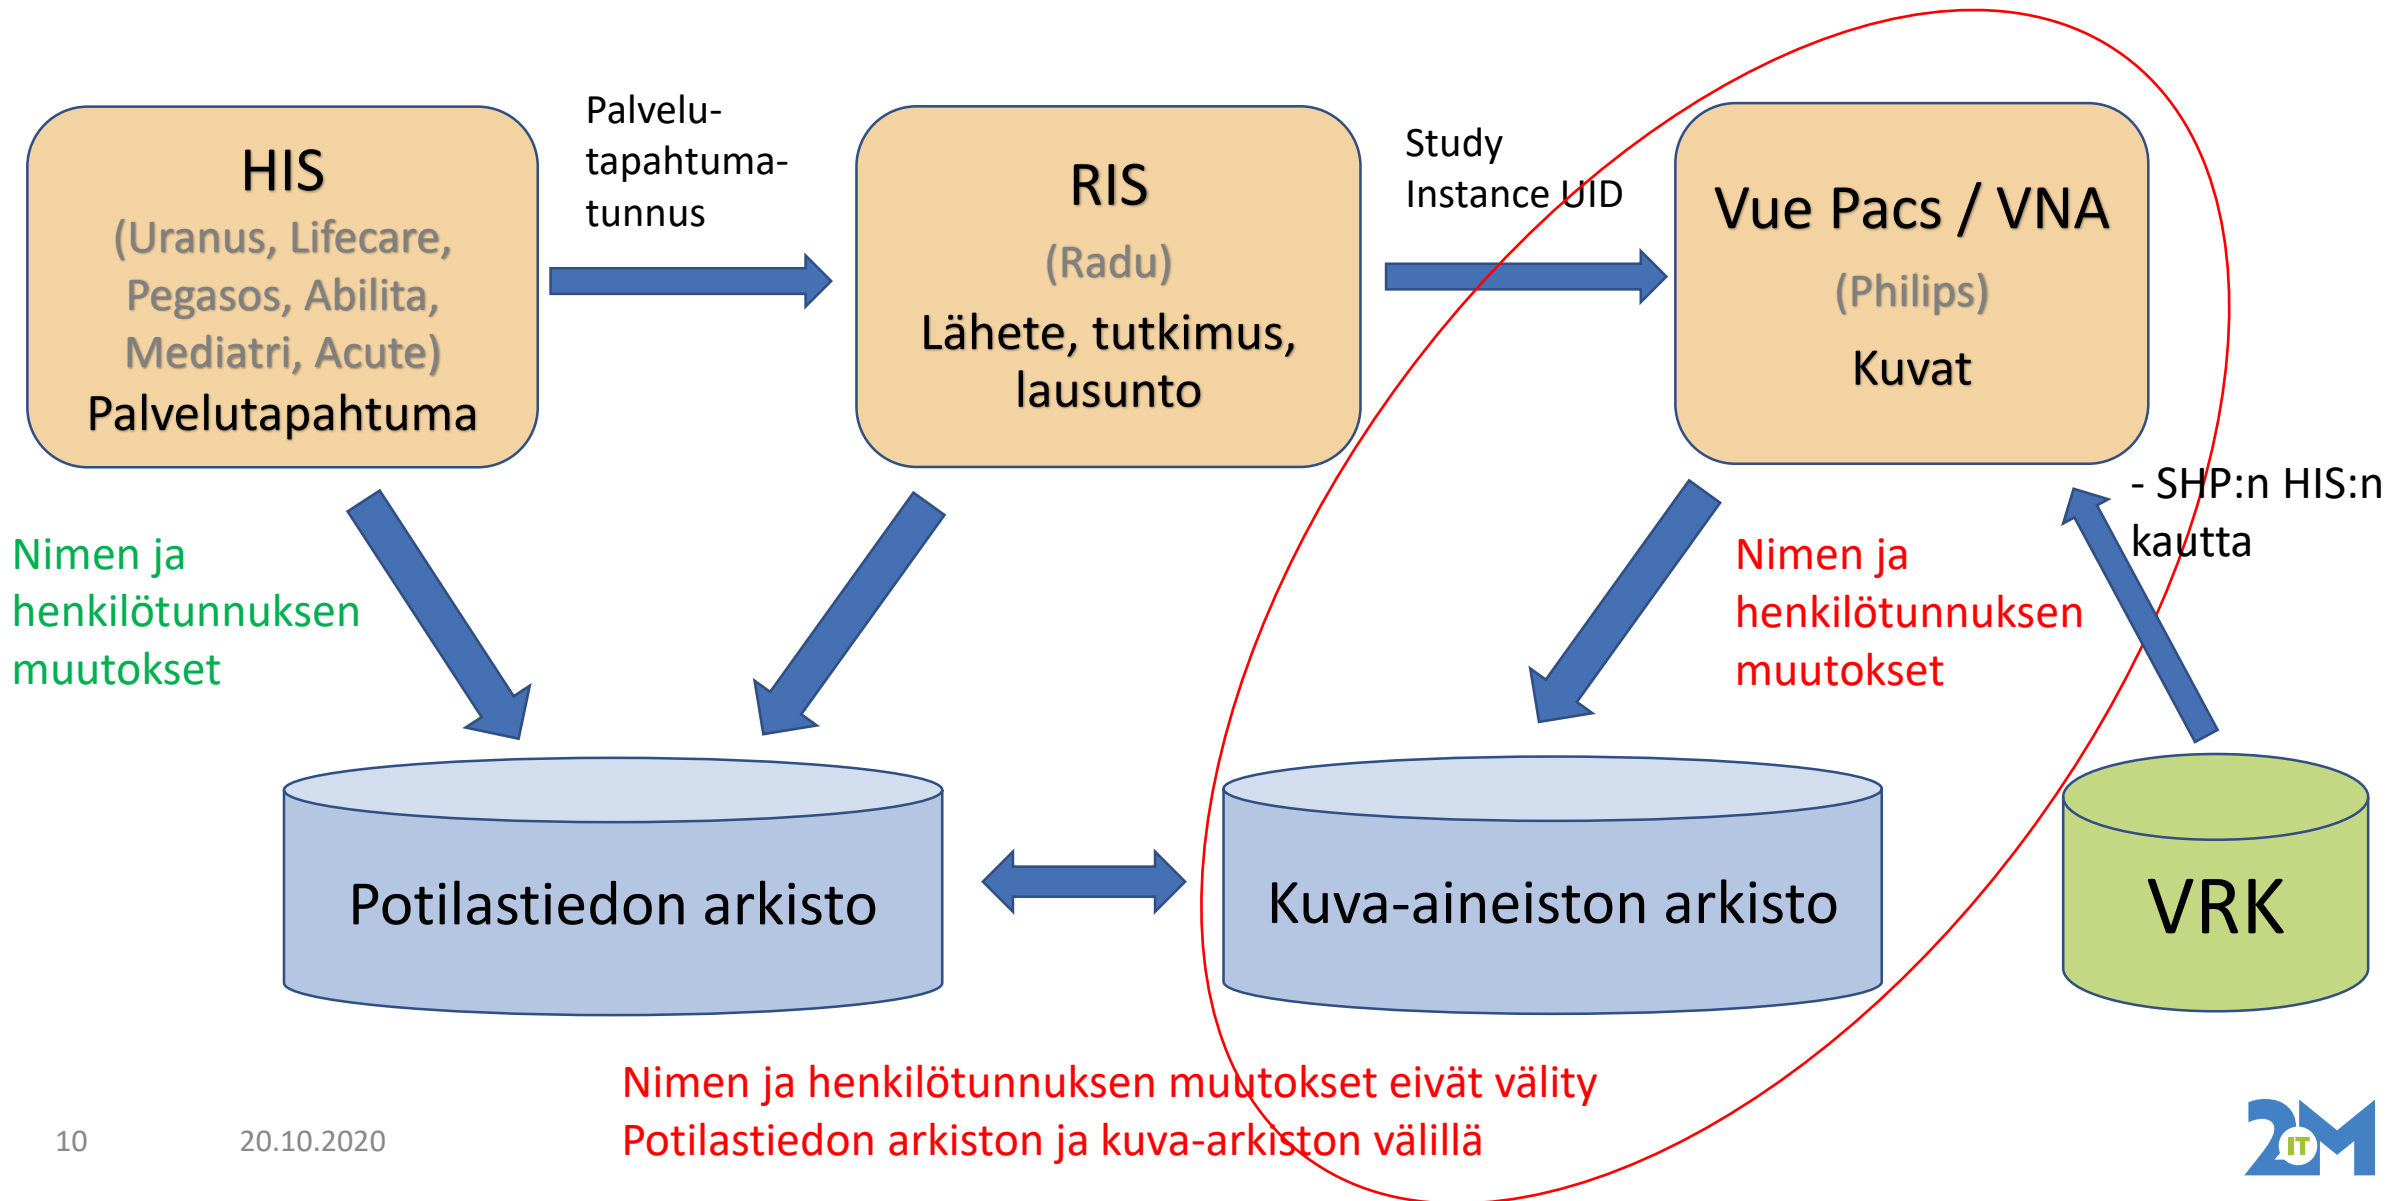 HIS
(Uranus, Lifecare,
Pegasos, Abilita,
Mediatri, Acute)
Palvelutapahtuma
Palvelu-
tapahtuma-
tunnus
RIS
(Radu)
Lähete, tutkimus,
lausunto
Study
Instance UID
Vue Pacs / VNA
(Philips)
Kuvat
- SHP:n HIS:n
kautta
Nimen ja
henkilötunnuksen
muutokset
Nimen ja
henkilötunnuksen
muutokset
Potilastiedon arkisto
Kuva-aineiston arkisto
VRK
Nimen ja henkilötunnuksen muutokset eivät välity
Potilastiedon arkiston ja kuva-arkiston välillä
10
20.10.2020
2M
IT